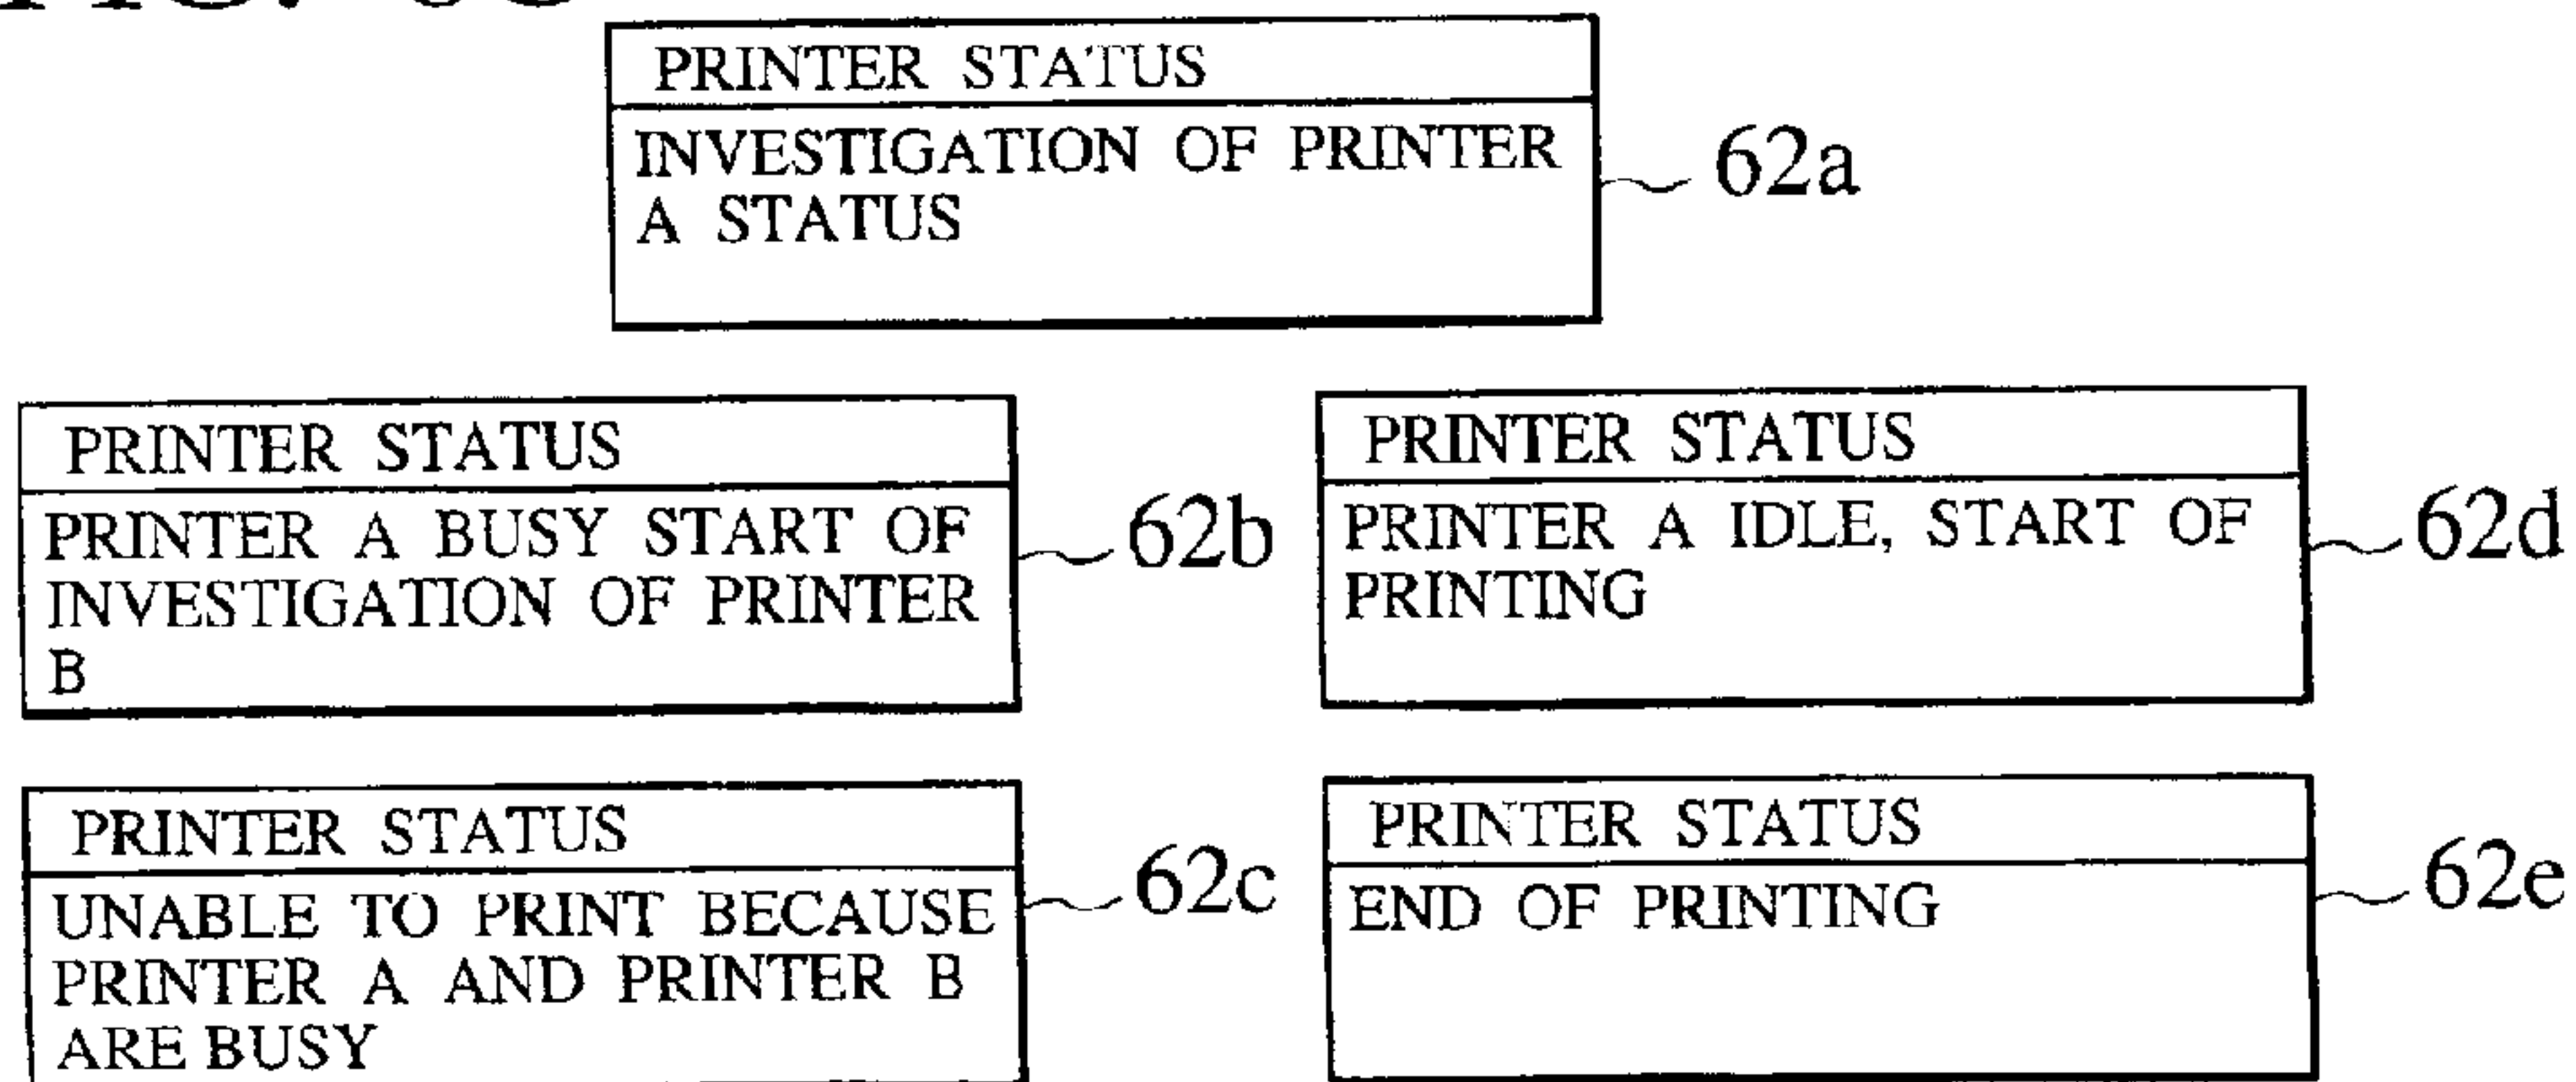 PRINTER STATUS
INVESTIGATION OF PRINTER
A STATUS
62a
PRINTER STATUS
PRINTER A BUSY START OF
INVESTIGATION OF PRINTER
B
62b
PRINTER STATUS
PRINTER A IDLE, START OF
PRINTING
62d
PRINTER STATUS
UNABLE TO PRINT BECAUSE
PRINTER A AND PRINTER B
ARE BUSY
62c
PRINTER STATUS
END OF PRINTING
62e